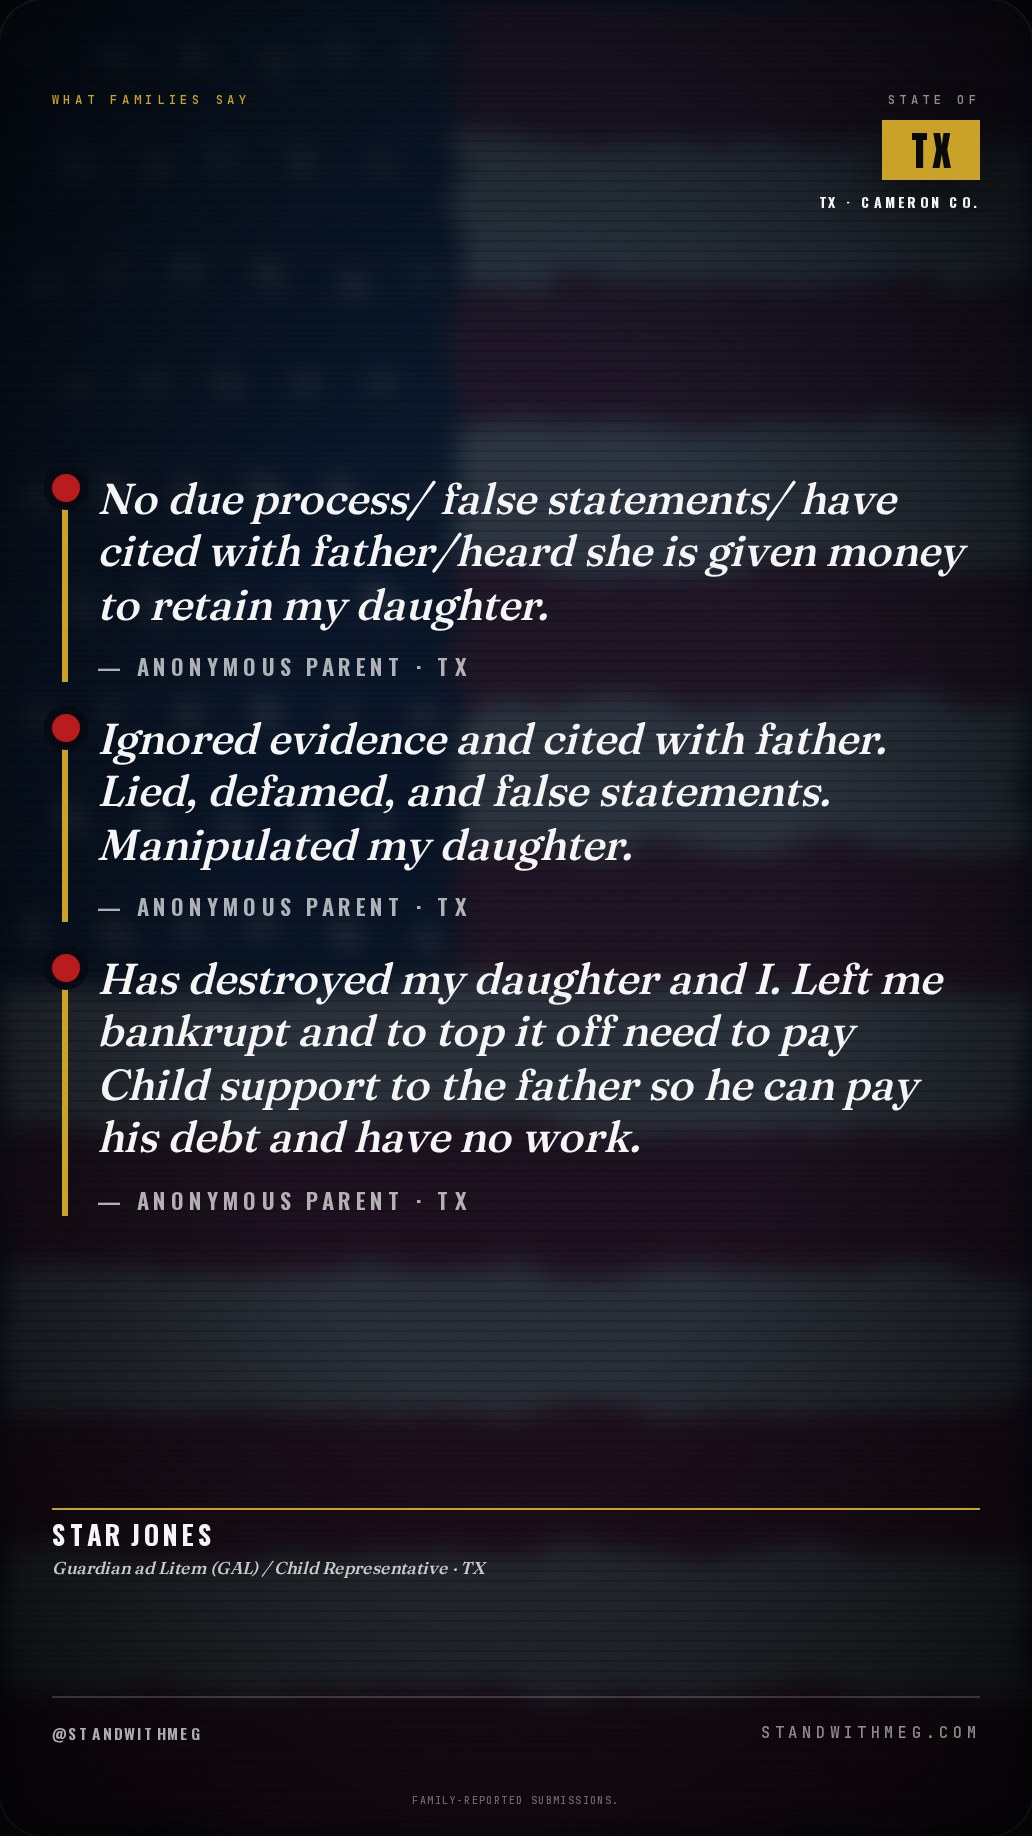 WHAT FAMILIES SAY
STATE OF
TX
TX · CAMERON CO.
No due process/ false statements/ have
cited with father/heard she is given money
to retain my daughter.
— ANONYMOUS PARENT · TX
Ignored evidence and cited with father.
Lied, defamed, and false statements.
Manipulated my daughter.
— ANONYMOUS PARENT · TX
Has destroyed my daughter and I. Left me
bankrupt and to top it off need to pay
Child support to the father so he can pay
his debt and have no work.
— ANONYMOUS PARENT · TX
STAR JONES
Guardian ad Litem (GAL) / Child Representative · TX
@STANDWITHMEG
STANDWITHMEG.COM
FAMILY-REPORTED SUBMISSIONS.